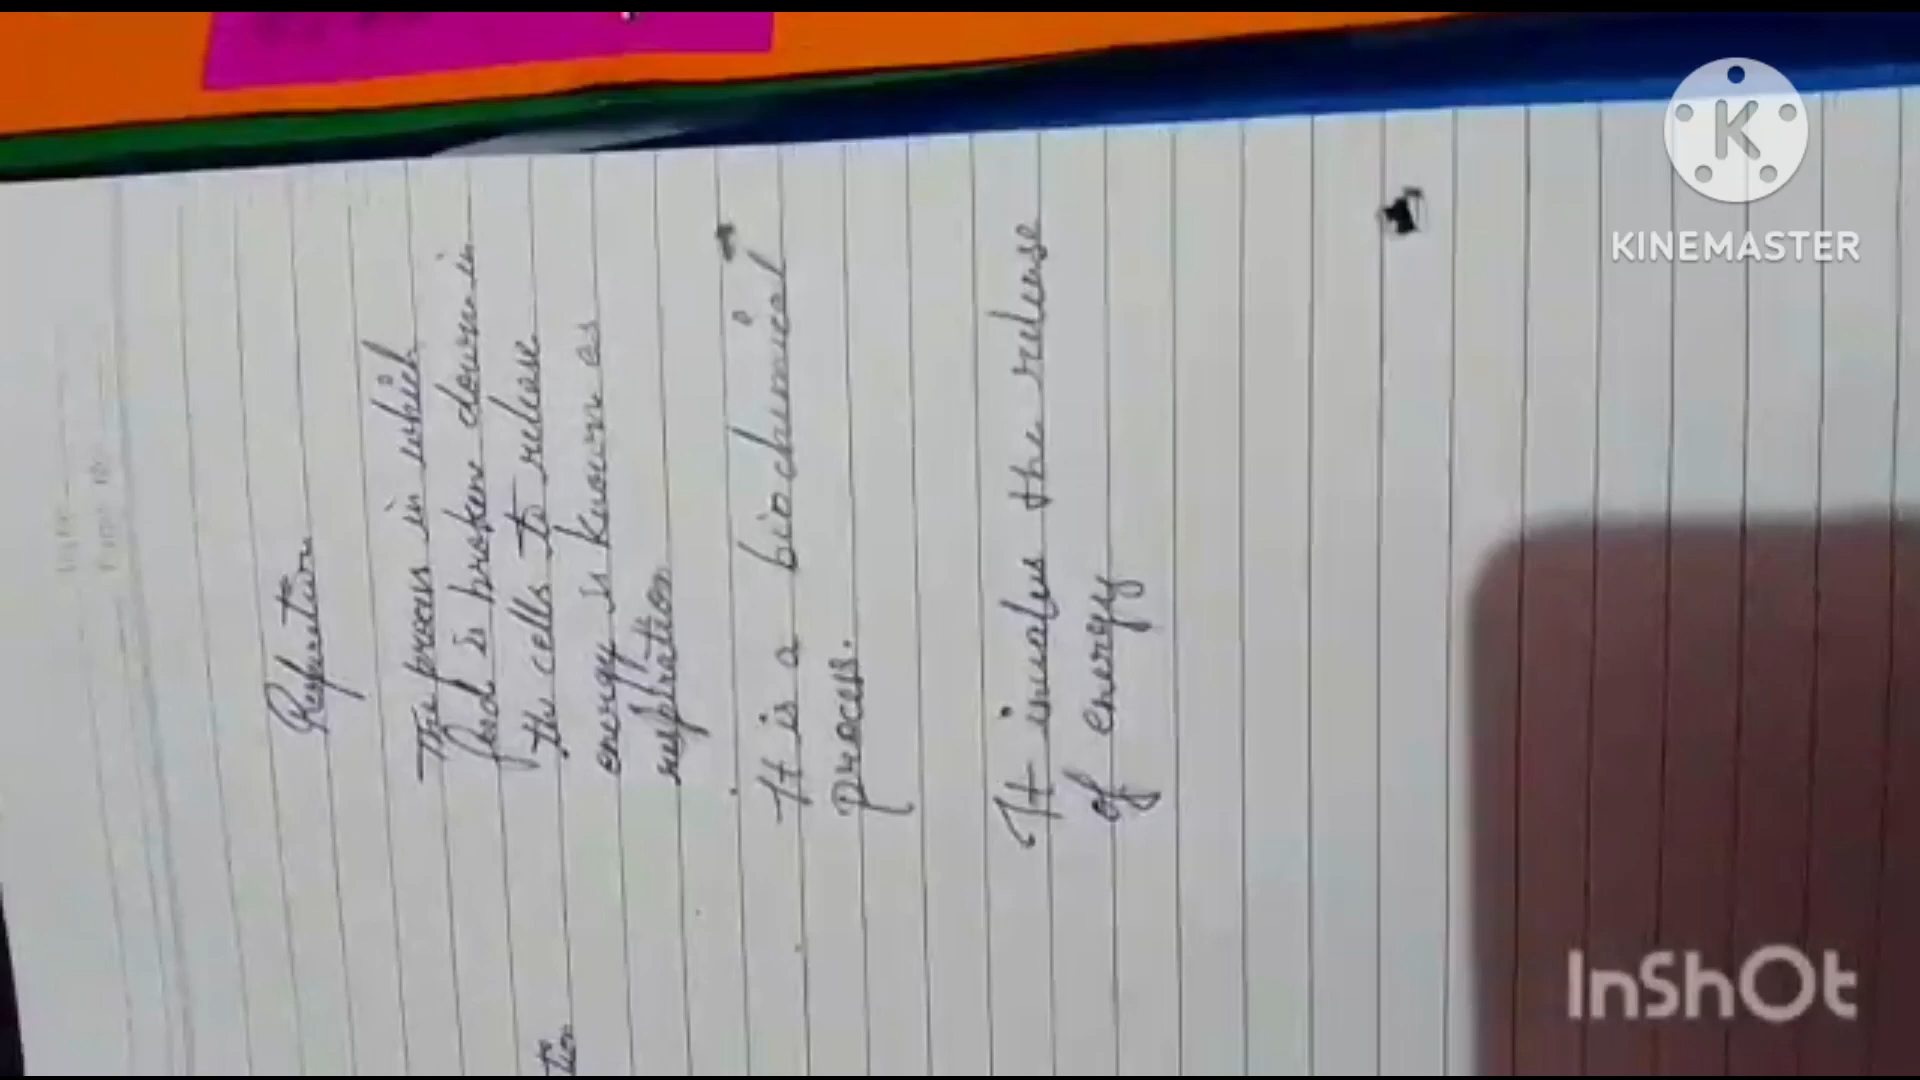 Respiration
The process in which
food is broken down in
the cells to release
energy is known as
respiration
It is a biochemical
process.
It involves the release
of energy
KINEMASTER
InShOt